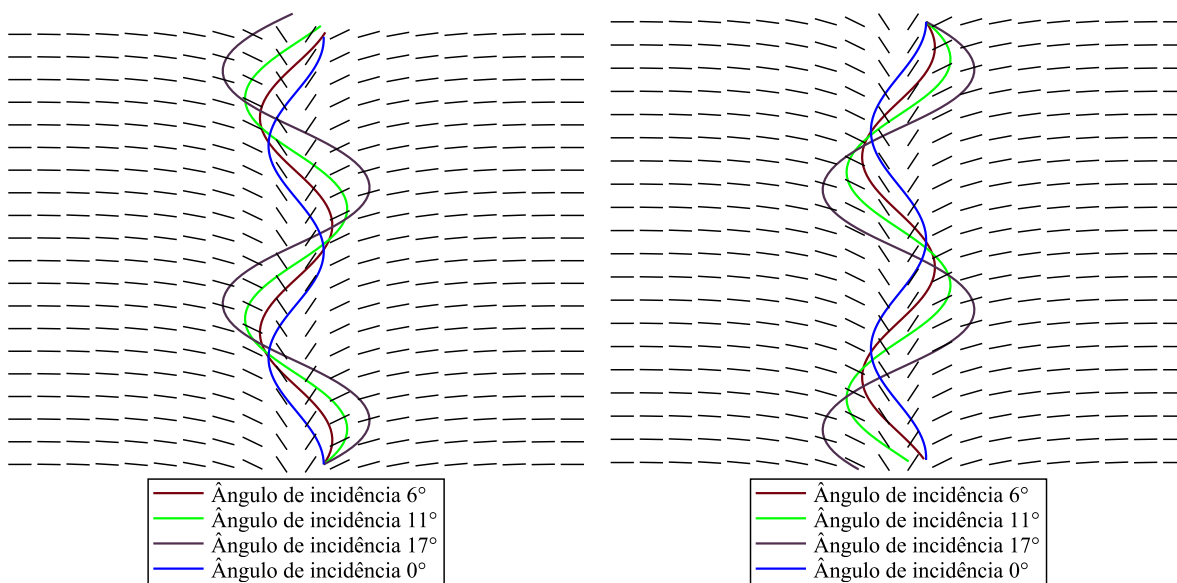 Ângulo de incidência 6°
Ângulo de incidência 11°
Ângulo de incidência 17°
Ângulo de incidência 0°
Ângulo de incidência 6°
Ângulo de incidência 11°
Ângulo de incidência 17°
Ângulo de incidência 0°